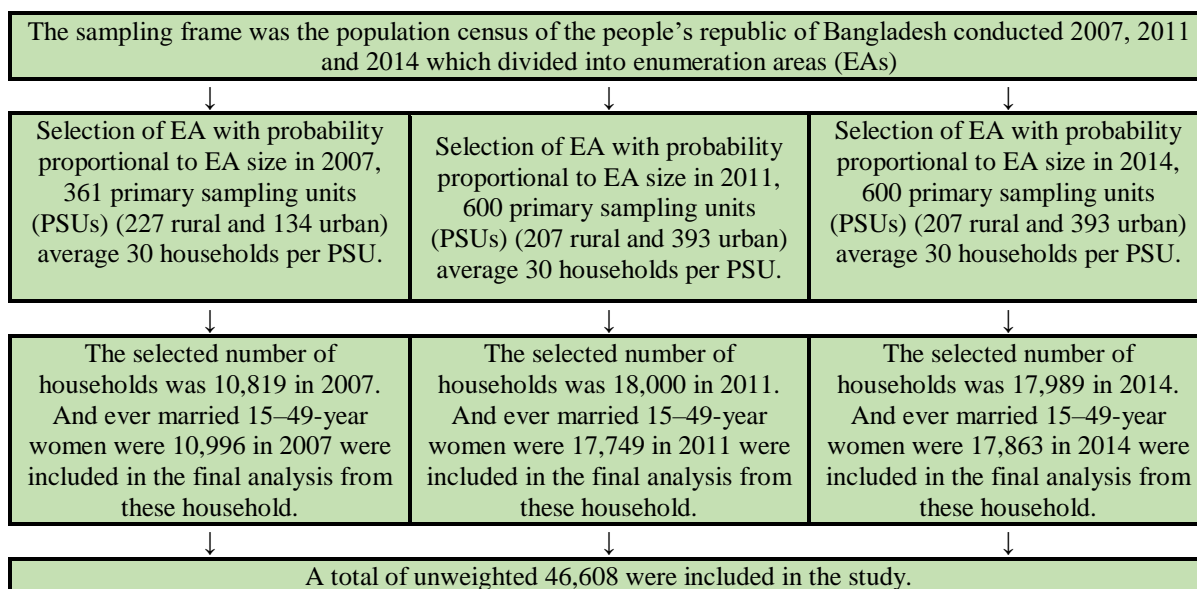 The sampling frame was the population census of the people’s republic of Bangladesh conducted 2007, 2011
and 2014 which divided into enumeration areas (EAs)
↓ ↓ ↓
Selection of EA with probability
proportional to EA size in 2007,
361 primary sampling units
(PSUs) (227 rural and 134 urban)
average 30 households per PSU.
Selection of EA with probability
proportional to EA size in 2011,
600 primary sampling units
(PSUs) (207 rural and 393 urban)
average 30 households per PSU.
Selection of EA with probability
proportional to EA size in 2014,
600 primary sampling units
(PSUs) (207 rural and 393 urban)
average 30 households per PSU.
↓ ↓ ↓
The selected number of
households was 10,819 in 2007.
And ever married 15–49-year
women were 10,996 in 2007 were
included in the final analysis from
these household.
The selected number of
households was 18,000 in 2011.
And ever married 15–49-year
women were 17,749 in 2011 were
included in the final analysis from
these household.
The selected number of
households was 17,989 in 2014.
And ever married 15–49-year
women were 17,863 in 2014 were
included in the final analysis from
these household.
↓ ↓ ↓
A total of unweighted 46,608 were included in the study.